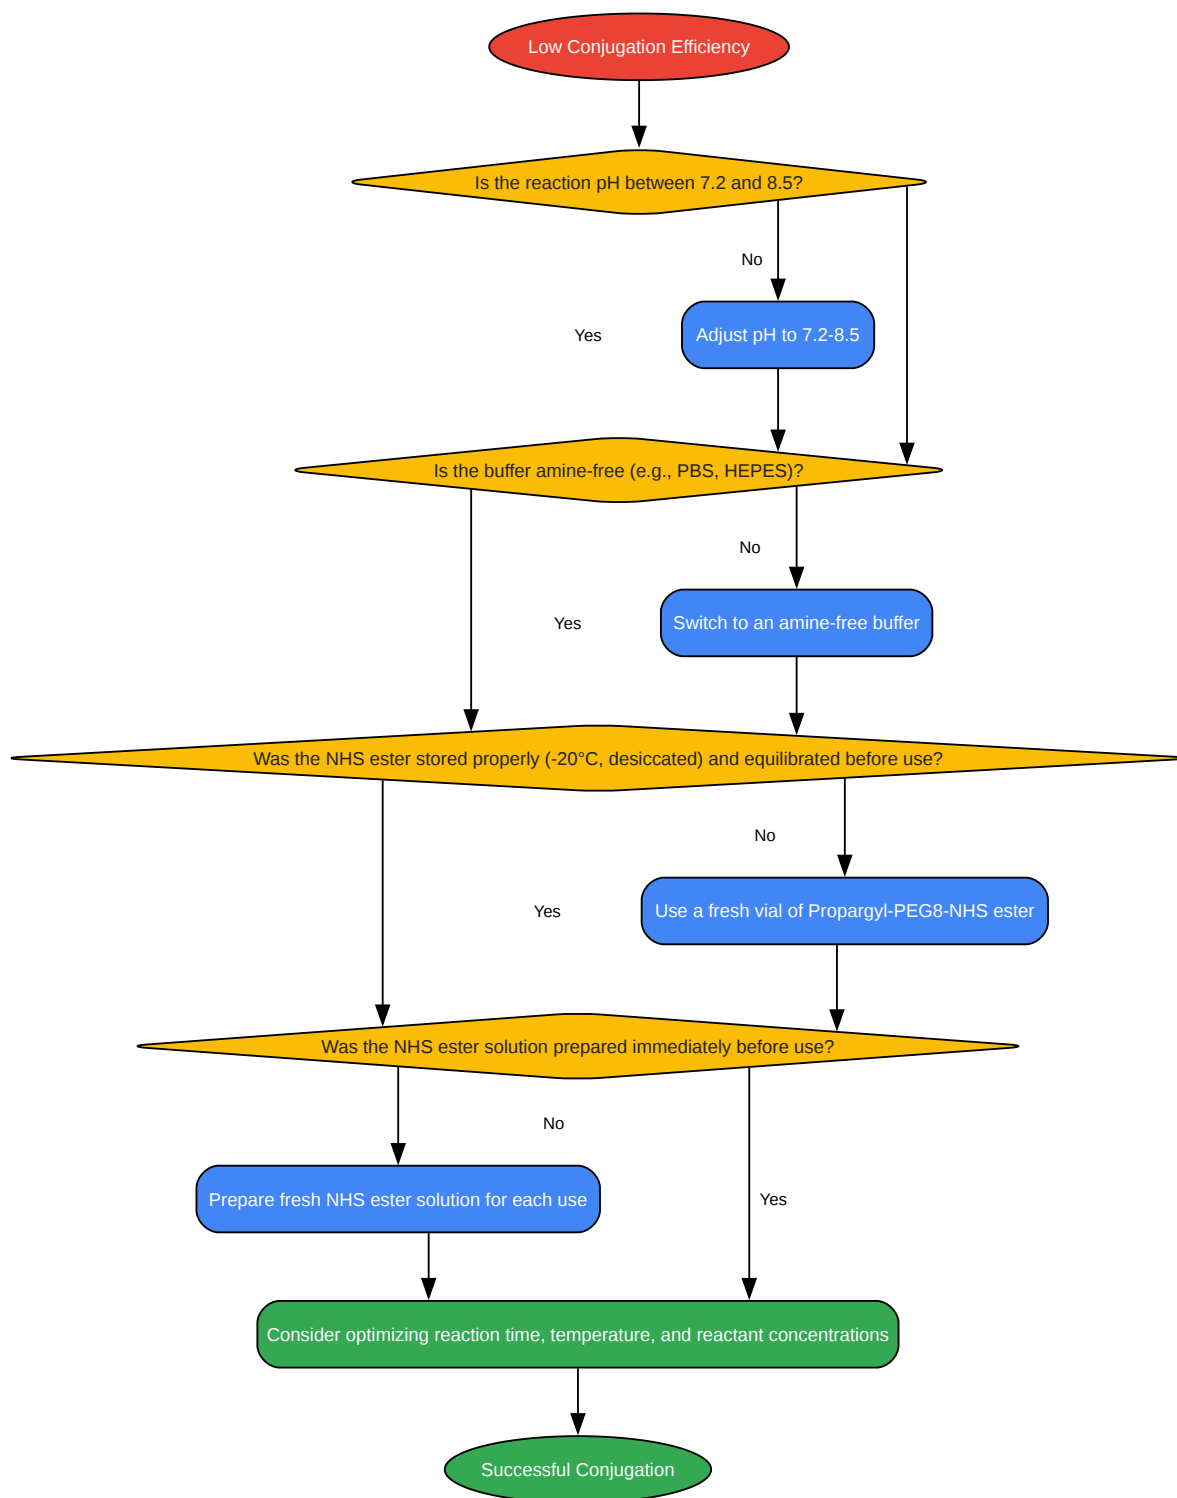 Low Conjugation Efficiency
Is the reaction pH between 7.2 and 8.5?
No
Yes
Adjust pH to 7.2-8.5
Is the buffer amine-free (e.g., PBS, HEPES)?
No
Yes
Switch to an amine-free buffer
Was the NHS ester stored properly (-20°C, desiccated) and equilibrated before use?
No
Yes
Use a fresh vial of Propargyl-PEG8-NHS ester
Was the NHS ester solution prepared immediately before use?
No
Prepare fresh NHS ester solution for each use
Yes
Consider optimizing reaction time, temperature, and reactant concentrations
Successful Conjugation